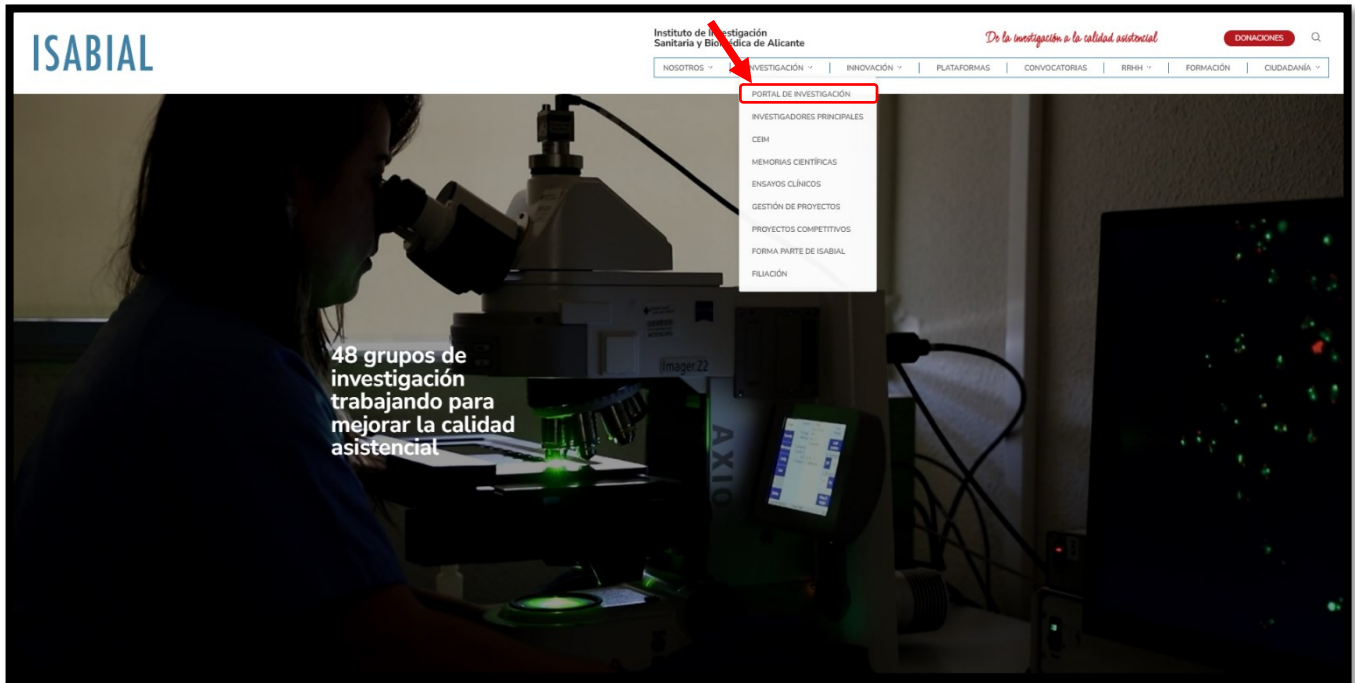 ISABIAL
Instituto de Investigación
Sanitaria y Biomédica de Alicante
De la investigación a la calidad asistencial
DONACIONES
NOSOTROS
INVESTIGACIÓN
INNOVACIÓN
PLATAFORMAS
CONVOCATORIAS
RRHH
FORMACIÓN
CIUDADANÍA
PORTAL DE INVESTIGACIÓN
INVESTIGADORES PRINCIPALES
CEIM
MEMORIAS CIENTÍFICAS
ENSAYOS CLÍNICOS
GESTIÓN DE PROYECTOS
PROYECTOS COMPETITIVOS
FORMA PARTE DE ISABIAL
FILIACIÓN
48 grupos de
investigación
trabajando para
mejorar la calidad
asistencial
Imager.Z2
AXIO